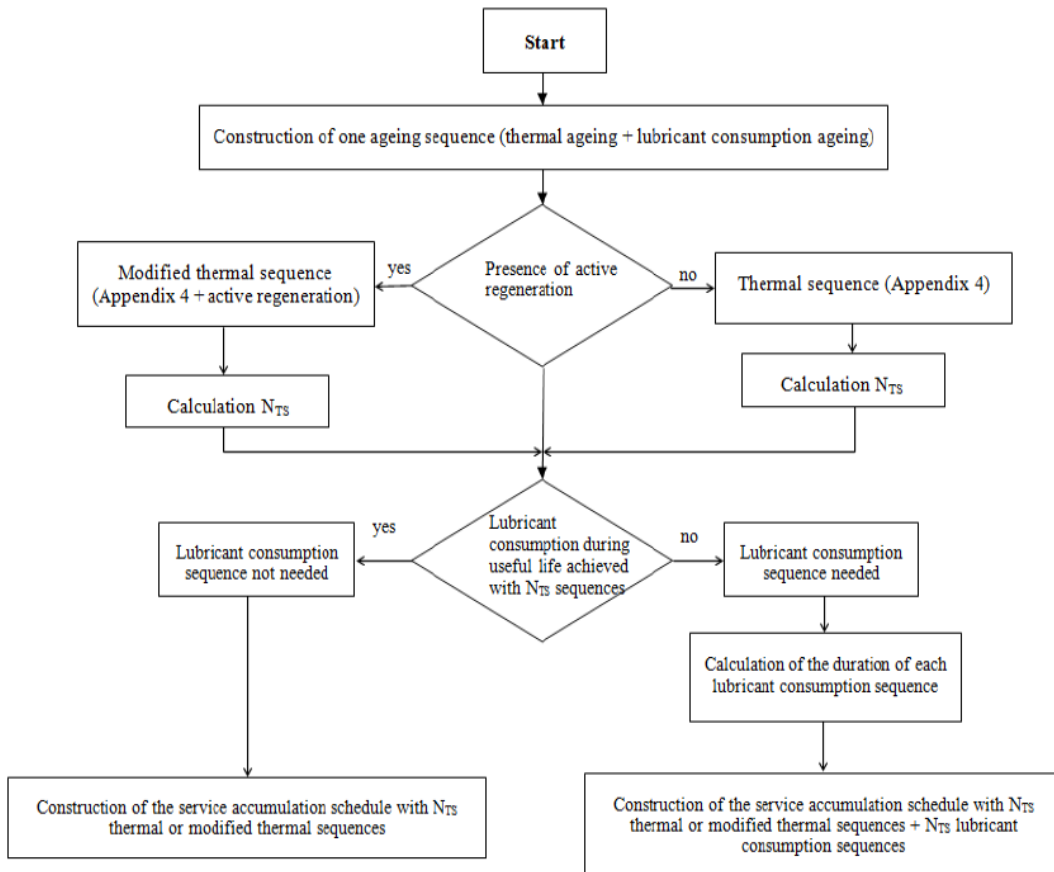 Start
Construction of one ageing sequence (thermal ageing + lubricant consumption ageing)
yes
Modified thermal sequence
(Appendix 4 + active regeneration)
Presence of active
regeneration
no
Thermal sequence (Appendix 4)
Calculation NTS
Calculation NTS
yes
Lubricant consumption
sequence not needed
Lubricant
consumption during
useful life achieved
with NTS sequences
no
Lubricant consumption
sequence needed
Calculation of the duration of each
lubricant consumption sequence
Construction of the service accumulation schedule with NTS
thermal or modified thermal sequences
Construction of the service accumulation schedule with NTS
thermal or modified thermal sequences + NTS lubricant
consumption sequences